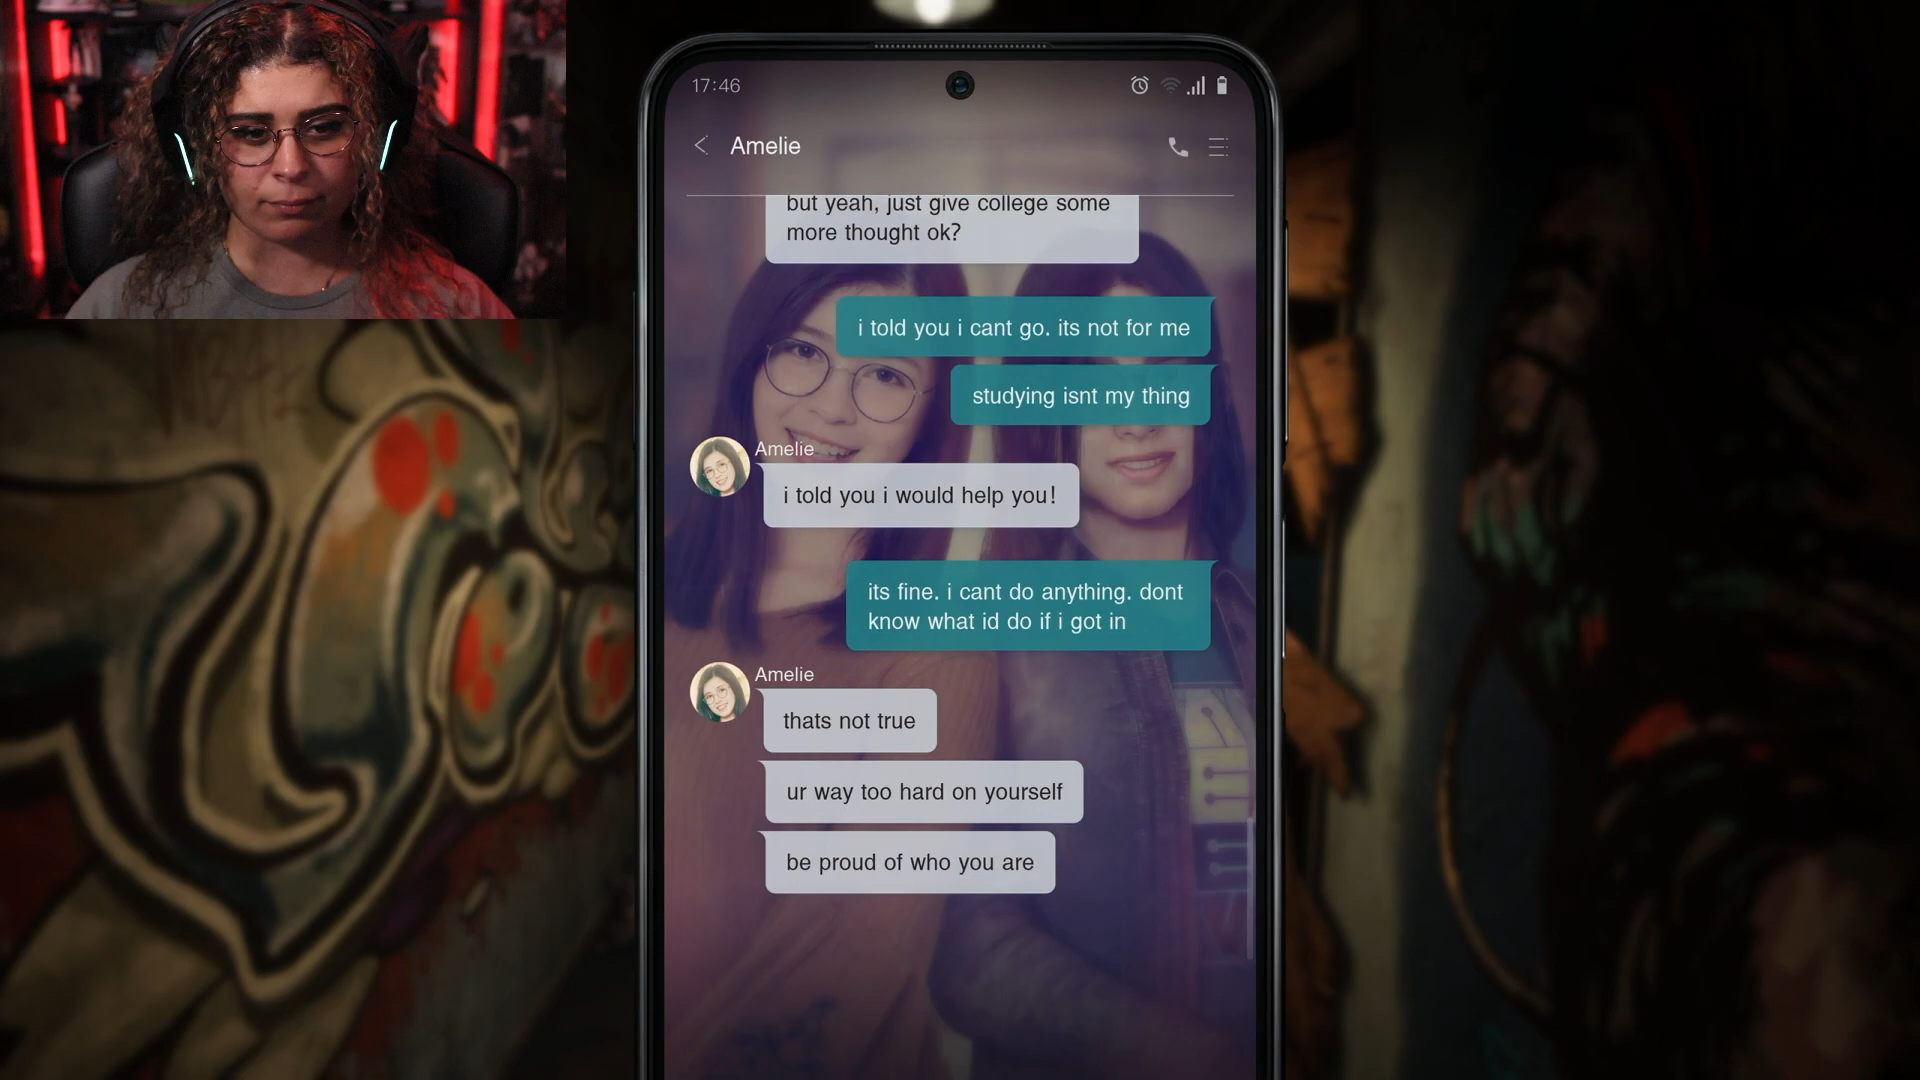 17:46
Amelie
but yeah, just give college some
more thought ok?
i told you i cant go. its not for me
studying isnt my thing
Amelie
i told you i would help you!
its fine. i cant do anything. dont
know what id do if i got in
Amelie
thats not true
ur way too hard on yourself
be proud of who you are